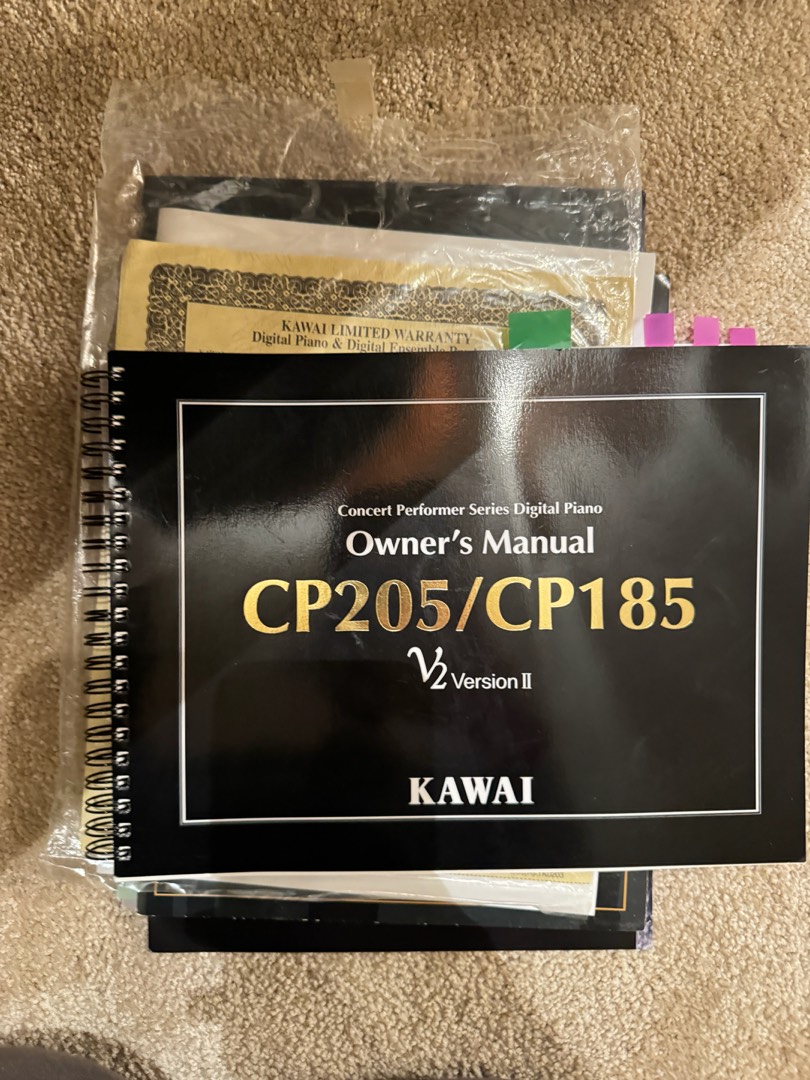 KAWAI LIMITED WARRANTY
Digital Piano & Digital Ensemble
Concert Performer Series Digital Piano
Owner's Manual
CP205/CP185
V2 Version II
KAWAI